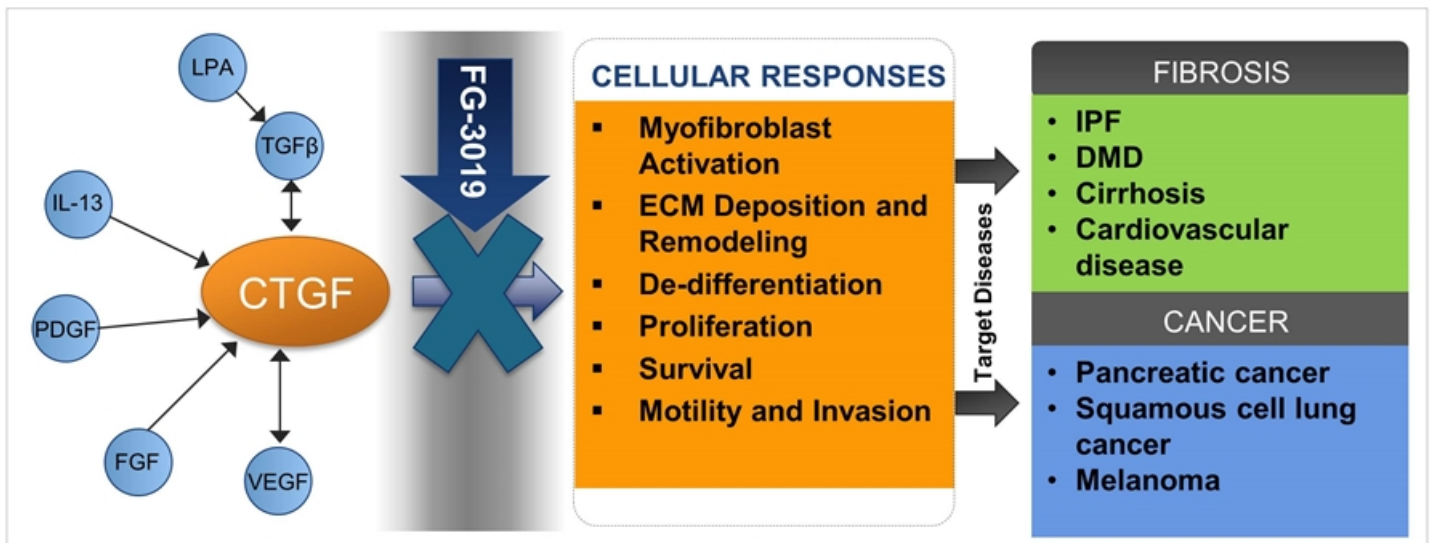 LPA
TGFβ
IL-13
CTGF
PDGF
FGF
VEGF
FG-3019
CELLULAR RESPONSES
▪ Myofibroblast
Activation
▪ ECM Deposition and
Remodeling
▪ De-differentiation
▪ Proliferation
▪ Survival
▪ Motility and Invasion
Target Diseases
FIBROSIS
• IPF
• DMD
• Cirrhosis
• Cardiovascular
disease
CANCER
• Pancreatic cancer
• Squamous cell lung
cancer
• Melanoma